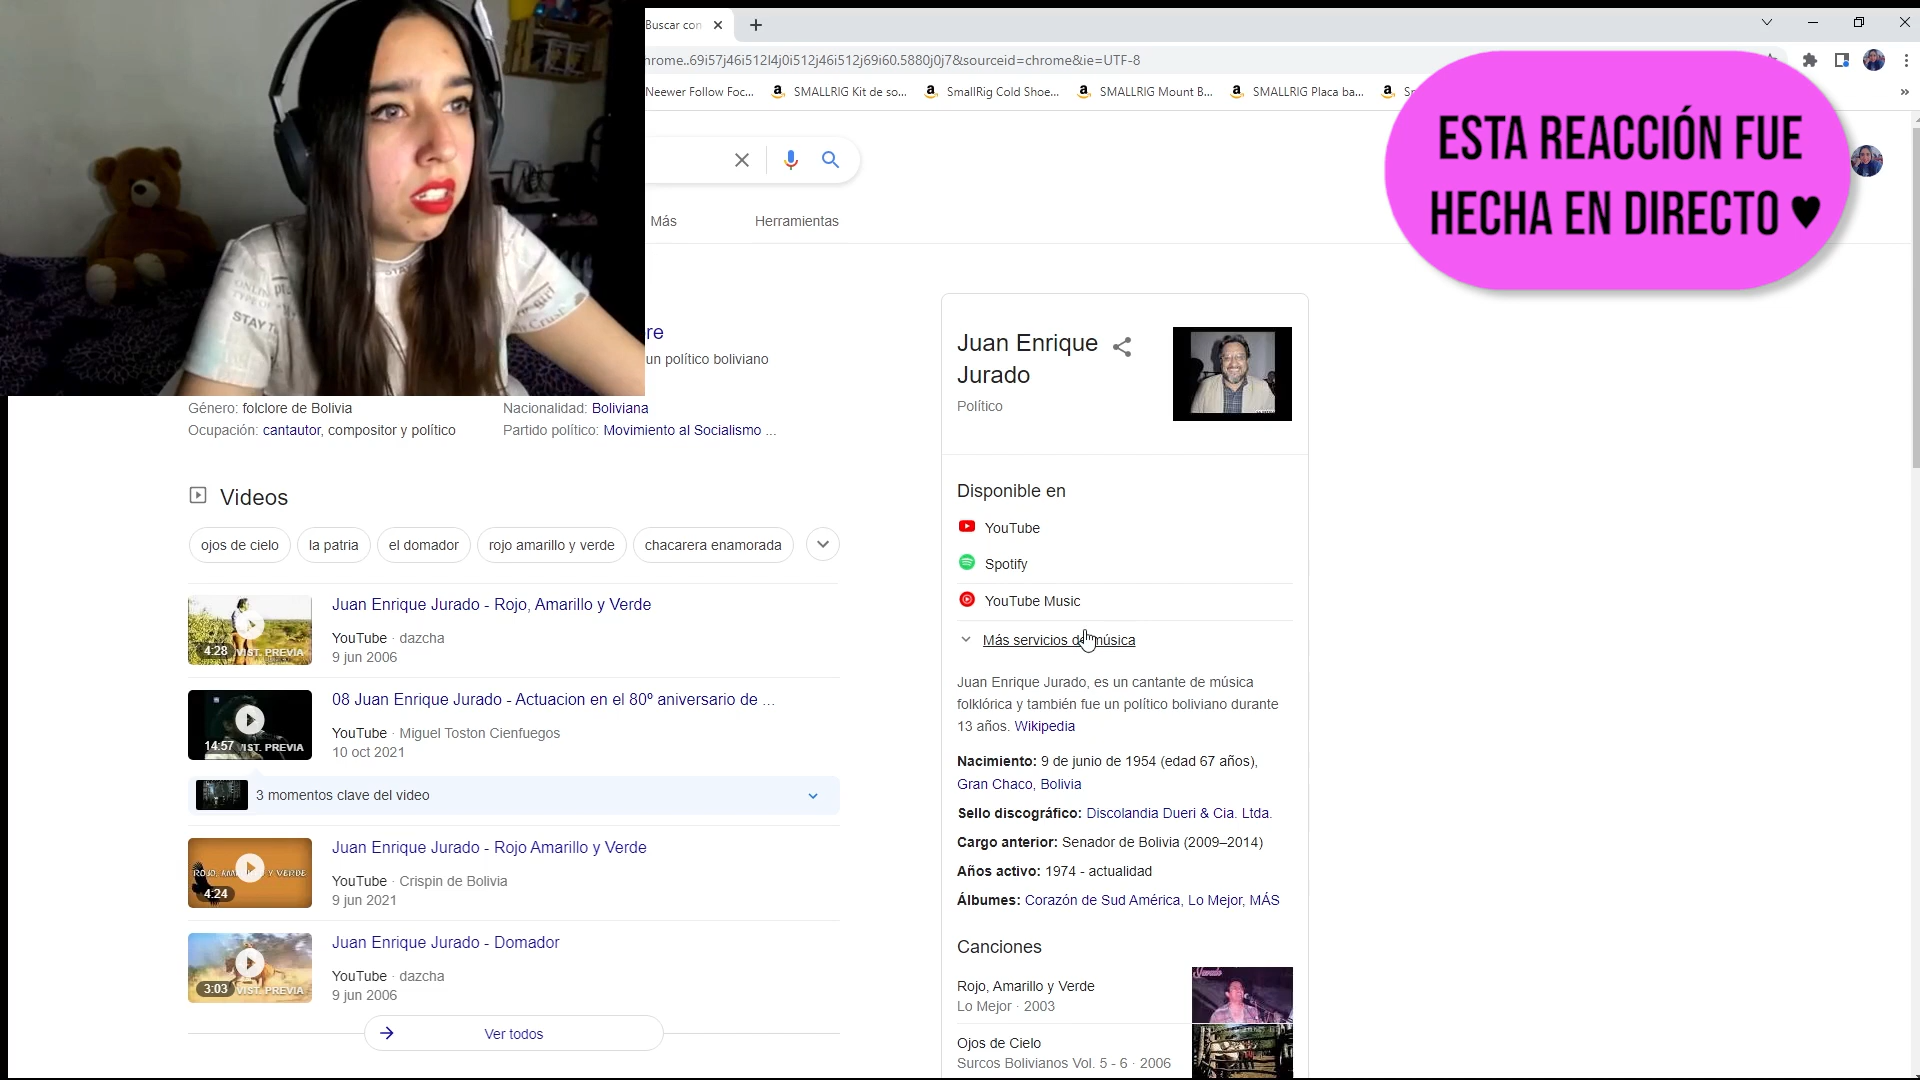 Buscar con
hrome..69i57j46i512l4j0i512j46i512j69i60.5880j0j7&sourceid=chrome&ie=UTF-8
Neewer Follow Foc...
SMALLRIG Kit de so...
SmallRig Cold Shoe...
SMALLRIG Mount B...
SMALLRIG Placa ba...
ESTA REACCIÓN FUE
HECHA EN DIRECTO ♥
Más
Herramientas
STAY
re
un político boliviano
Género: folclore de Bolivia
Nacionalidad: Boliviana
Ocupación: cantautor, compositor y político
Partido político: Movimiento al Socialismo ...
Videos
ojos de cielo
la patria
el domador
rojo amarillo y verde
chacarera enamorada
Juan Enrique Jurado - Rojo, Amarillo y Verde
YouTube · dazcha
9 jun 2006
4:28 VIST. PREVIA
08 Juan Enrique Jurado - Actuacion en el 80º aniversario de ...
YouTube · Miguel Toston Cienfuegos
10 oct 2021
14:57 VIST. PREVIA
3 momentos clave del video
Juan Enrique Jurado - Rojo Amarillo y Verde
YouTube · Crispin de Bolivia
9 jun 2021
4:24
Juan Enrique Jurado - Domador
YouTube · dazcha
9 jun 2006
3:03 VIST. PREVIA
Ver todos
Juan Enrique
Jurado
Político
Disponible en
YouTube
Spotify
YouTube Music
Más servicios de música
Juan Enrique Jurado, es un cantante de música
folklórica y también fue un político boliviano durante
13 años. Wikipedia
Nacimiento: 9 de junio de 1954 (edad 67 años),
Gran Chaco, Bolivia
Sello discográfico: Discolandia Dueri & Cia. Ltda.
Cargo anterior: Senador de Bolivia (2009–2014)
Años activo: 1974 - actualidad
Álbumes: Corazón de Sud América, Lo Mejor, MÁS
Canciones
Rojo, Amarillo y Verde
Lo Mejor · 2003
Jurado
Ojos de Cielo
Surcos Bolivianos Vol. 5 - 6 · 2006